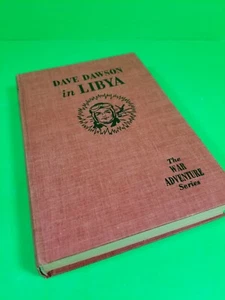 DAVE DAWSON
in LIBYA
The
WAR
ADVENTURE
Series